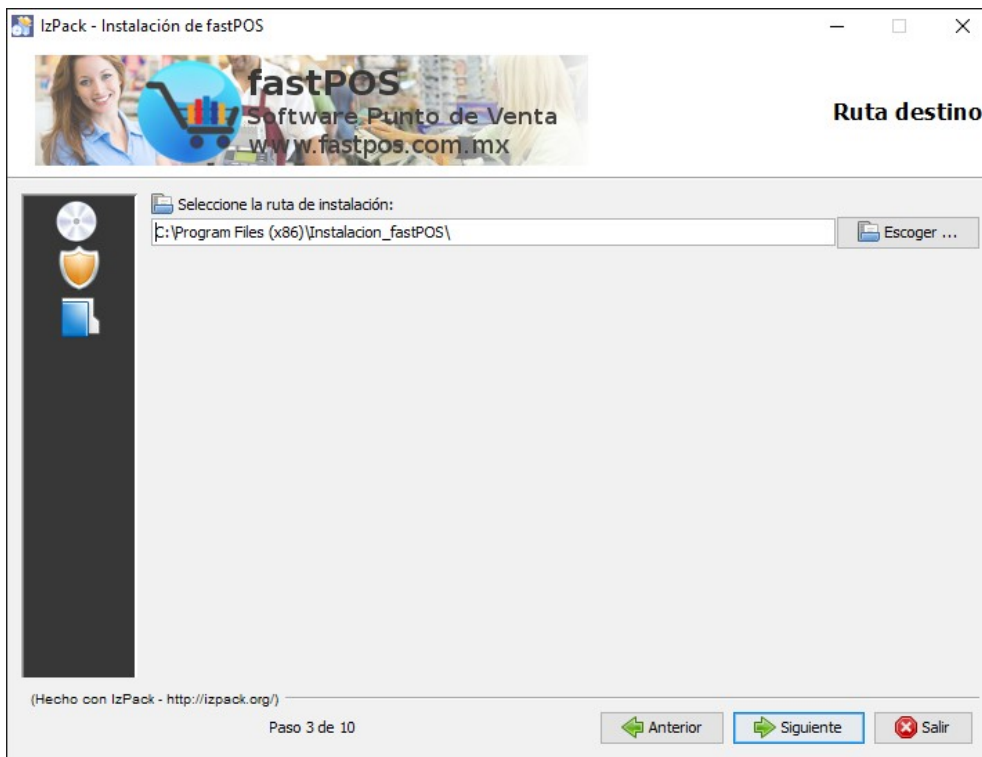 IzPack - Instalación de fastPOS
fastPOS
Software Punto de Venta
www.fastpos.com.mx
Ruta destino
Seleccione la ruta de instalación:
C:\Program Files (x86)\Instalacion_fastPOS\
Escoger ...
(Hecho con IzPack - http://izpack.org/)
Paso 3 de 10
Anterior
Siguiente
Salir